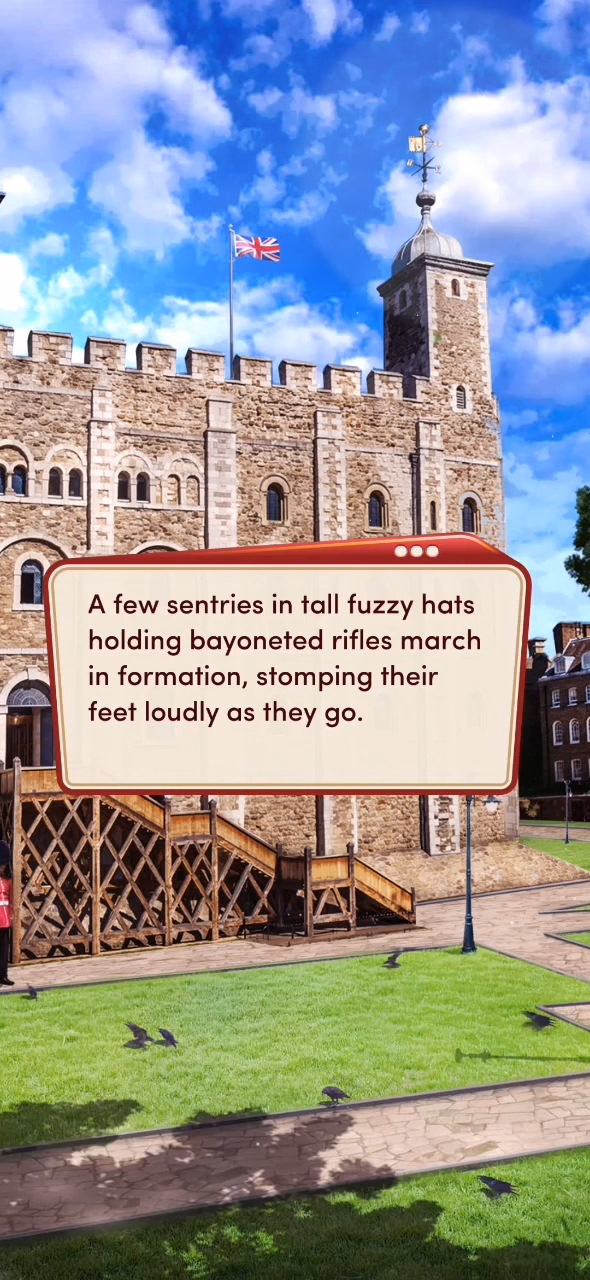 A few sentries in tall fuzzy hats
holding bayoneted rifles march
in formation, stomping their
feet loudly as they go.